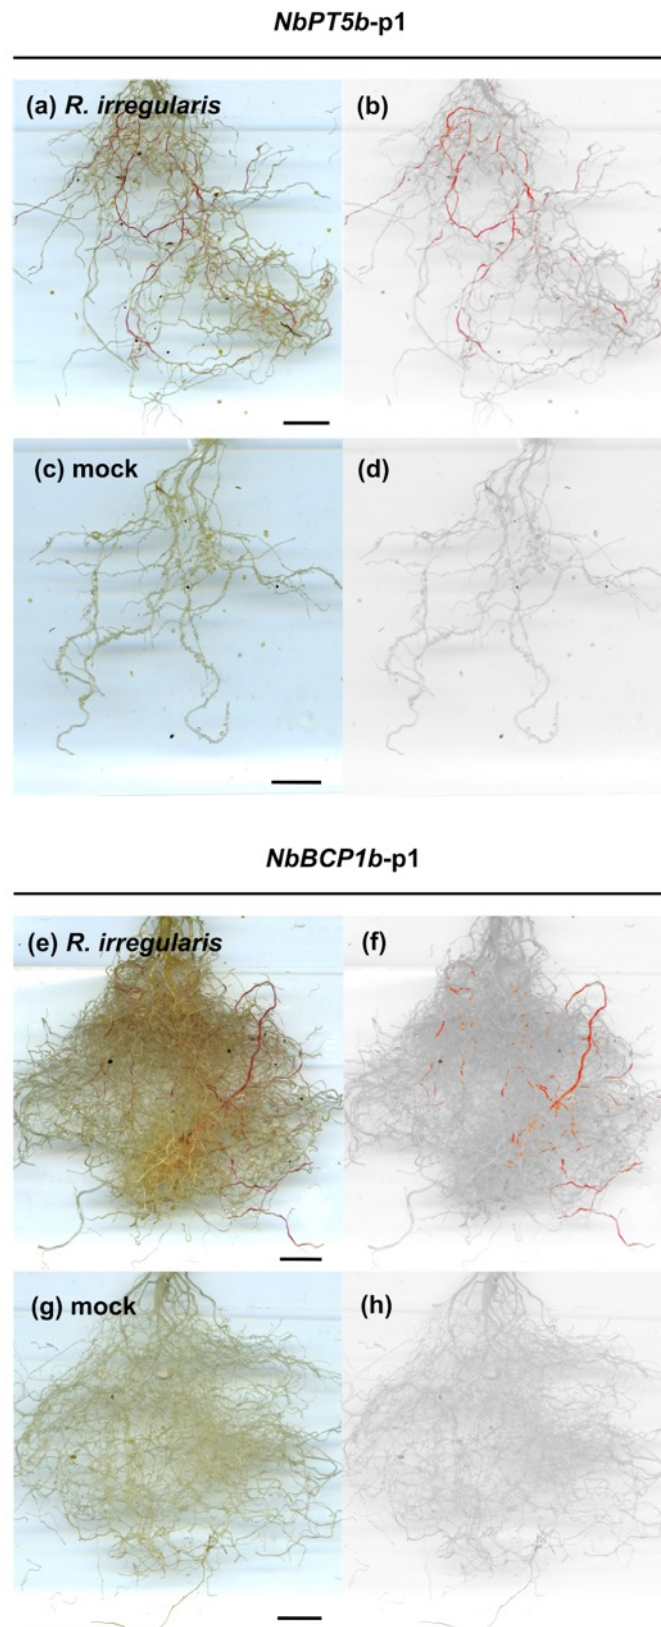 NbPT5b-p1
(a) R. irregularis
(b)
(c) mock
(d)
NbBCP1b-p1
(e) R. irregularis
(f)
(g) mock
(h)